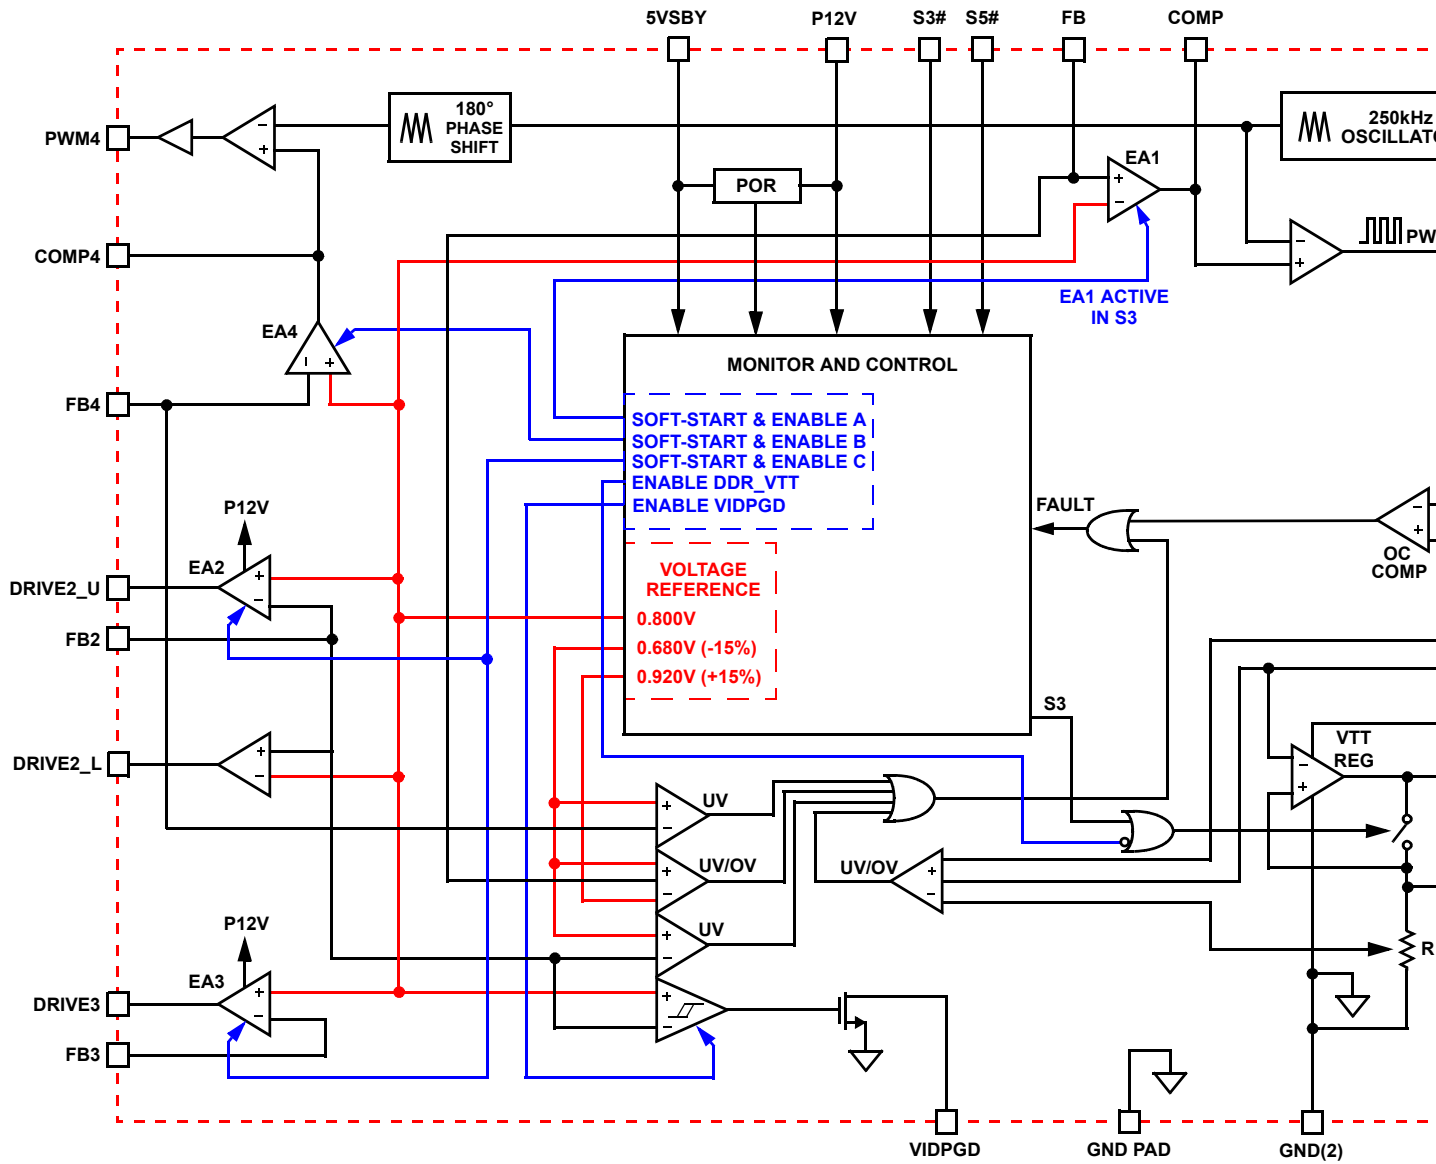 5VSBY P12V S3# S5# FB COMP
PWM4
180°
PHASE
SHIFT
250kHz
OSCILLATO
EA1
POR
COMP4
PW
EA1 ACTIVE
IN S3
EA4
MONITOR AND CONTROL
FB4
SOFT-START & ENABLE A
SOFT-START & ENABLE B
SOFT-START & ENABLE C
ENABLE DDR_VTT
ENABLE VIDPGD
P12V
FAULT
OC
COMP
EA2
DRIVE2_U
VOLTAGE
REFERENCE
0.800V
0.680V (-15%)
0.920V (+15%)
FB2
S3
VTT
REG
DRIVE2_L
UV
UV/OV
UV/OV
UV
P12V
R
EA3
DRIVE3
FB3
VIDPGD
GND PAD
GND(2)